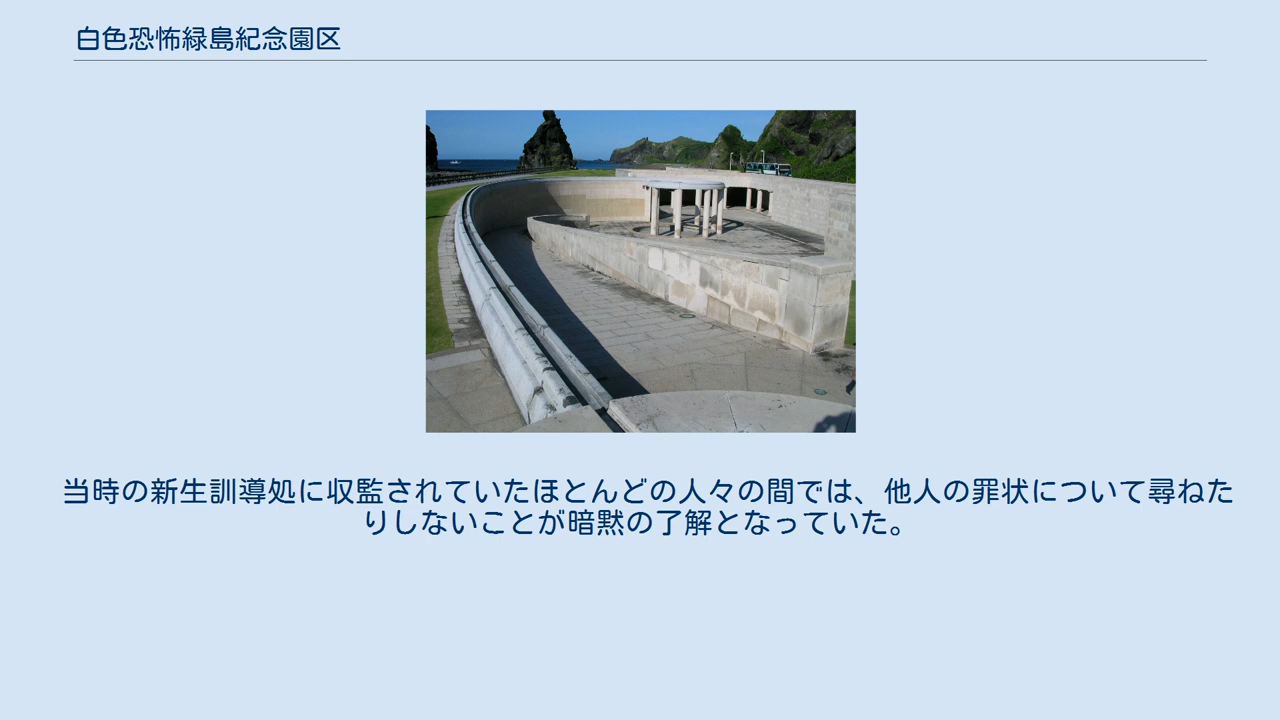 白色恐怖緑島紀念園区
当時の新生訓導処に収監されていたほとんどの人々の間では、他人の罪状について尋ねた
りしないことが暗黙の了解となっていた。